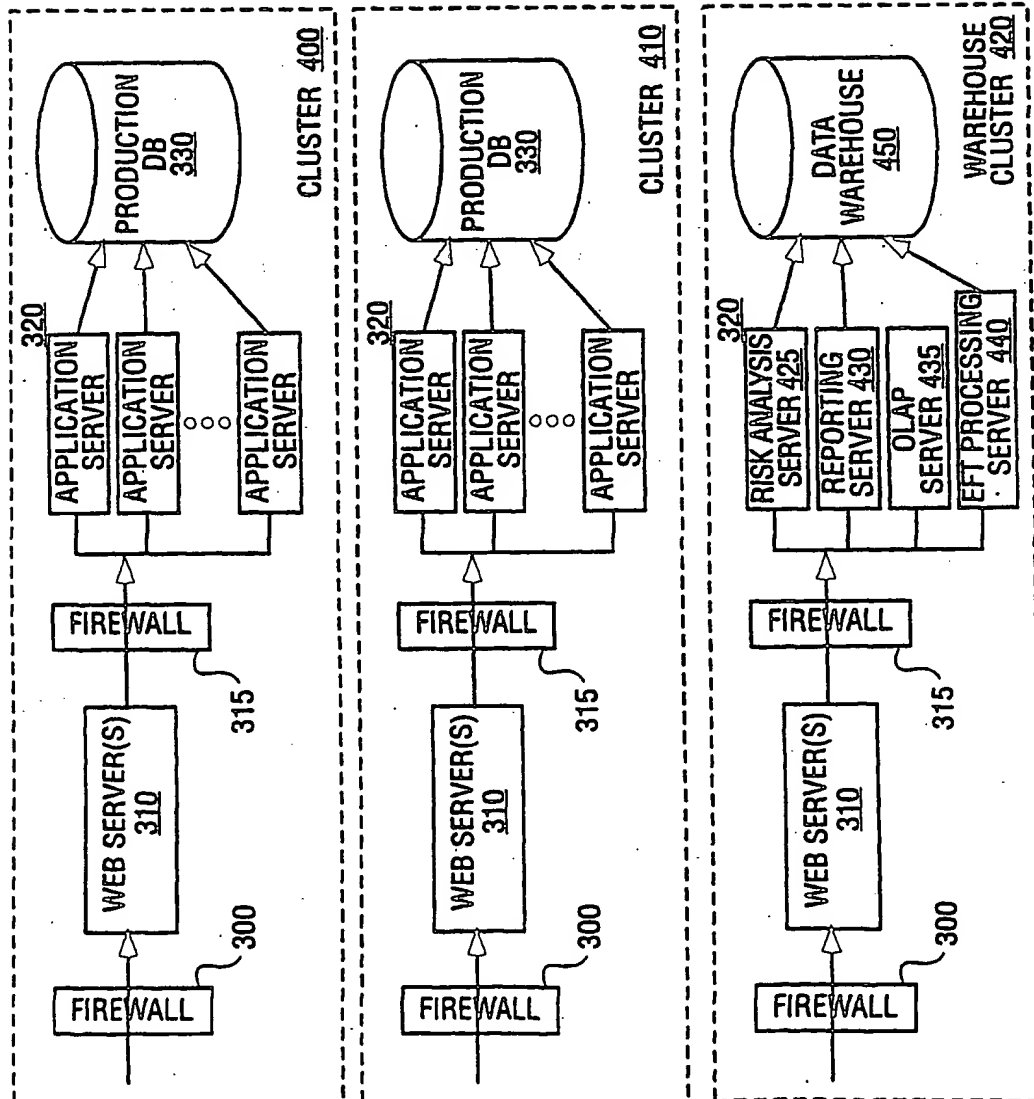 FIREWALL
300
WEB SERVER(S)
310
FIREWALL
315
320
APPLICATION
SERVER
APPLICATION
SERVER
APPLICATION
SERVER
PRODUCTION
DB
330
CLUSTER 400
FIREWALL
300
WEB SERVER(S)
310
FIREWALL
315
320
APPLICATION
SERVER
APPLICATION
SERVER
APPLICATION
SERVER
PRODUCTION
DB
330
CLUSTER 410
FIREWALL
300
WEB SERVER(S)
310
FIREWALL
315
320
RISK ANALYSIS
SERVER 425
REPORTING
SERVER 430
OLAP
SERVER 435
EFT PROCESSING
SERVER 440
DATA
WAREHOUSE
450
WAREHOUSE
CLUSTER 420